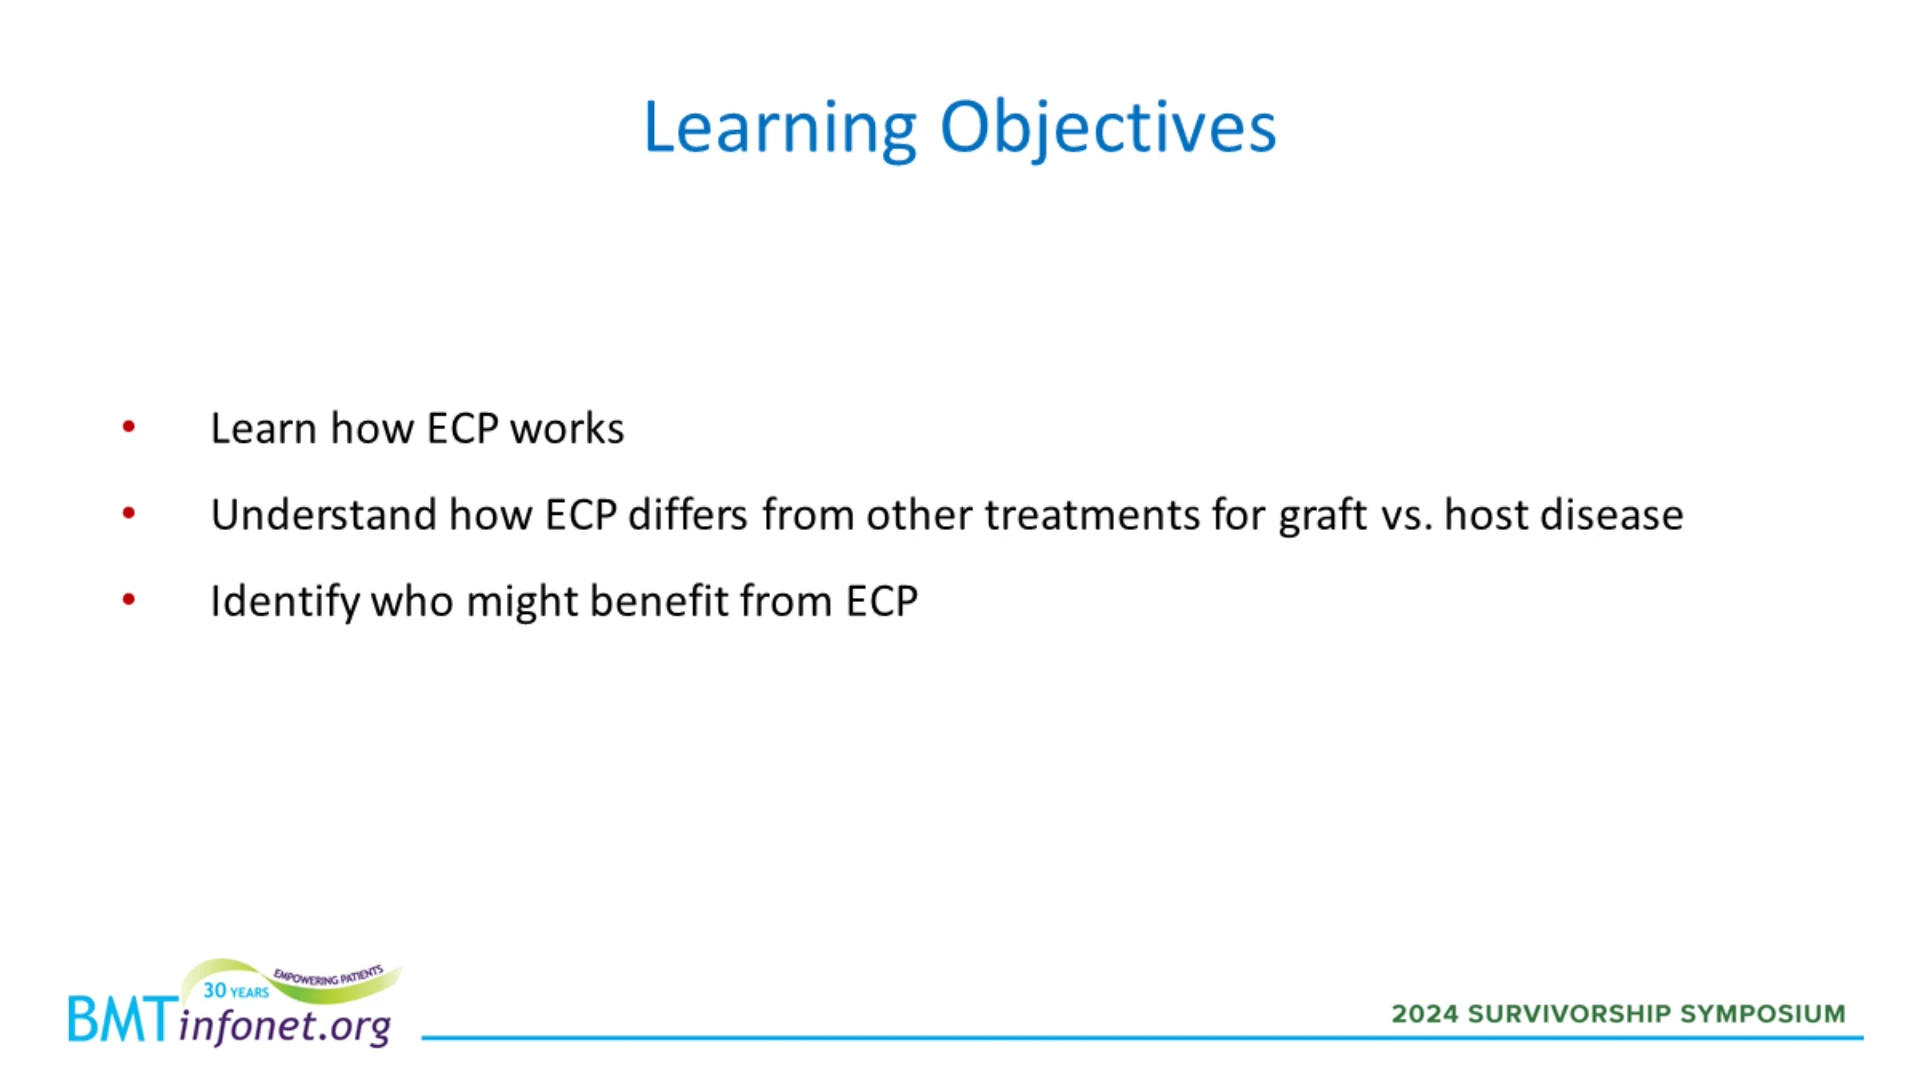 Learning Objectives
• Learn how ECP works
• Understand how ECP differs from other treatments for graft vs. host disease
• Identify who might benefit from ECP
EMPOWERING PATIENTS
30 YEARS
BMTinfonet.org
2024 SURVIVORSHIP SYMPOSIUM